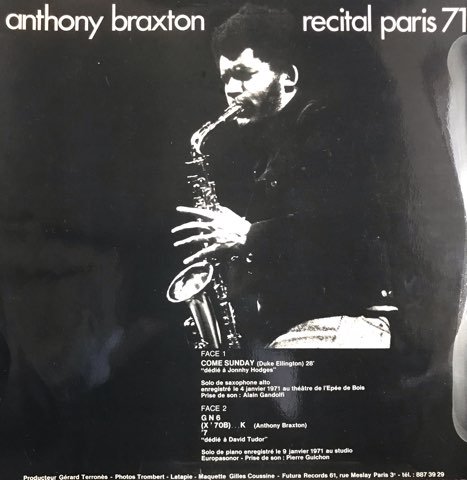 anthony braxton recital paris 71
FACE 1
COME SUNDAY (Duke Ellington) 28'
"dédié à Jonnhy Hodges"
Solo de saxophone alto
enregistré le 4 janvier 1971 au théâtre de l'Epée de Bois
Prise de son : Alain Gandolfi
FACE 2
G N 6
(X ' 70B) . . K (Anthony Braxton)
'7
"dédié à David Tudor"
Solo de piano enregistré le 9 janvier 1971 au studio
Europasonor - Prise de son : Pierre Guichon
Producteur Gérard Terronès - Photos Trombert - Latapie - Maquette Gilles Coussine - Futura Records 61, rue Meslay Paris 3e - tél. : 887 39 29